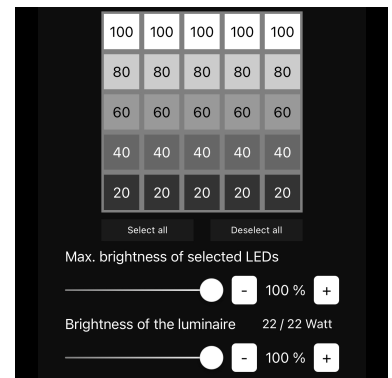 100 100 100 100 100
80 80 80 80 80
60 60 60 60 60
40 40 40 40 40
20 20 20 20 20
Select all Deselect all
Max. brightness of selected LEDs
- 100 % +
Brightness of the luminaire 22 / 22 Watt
- 100 % +